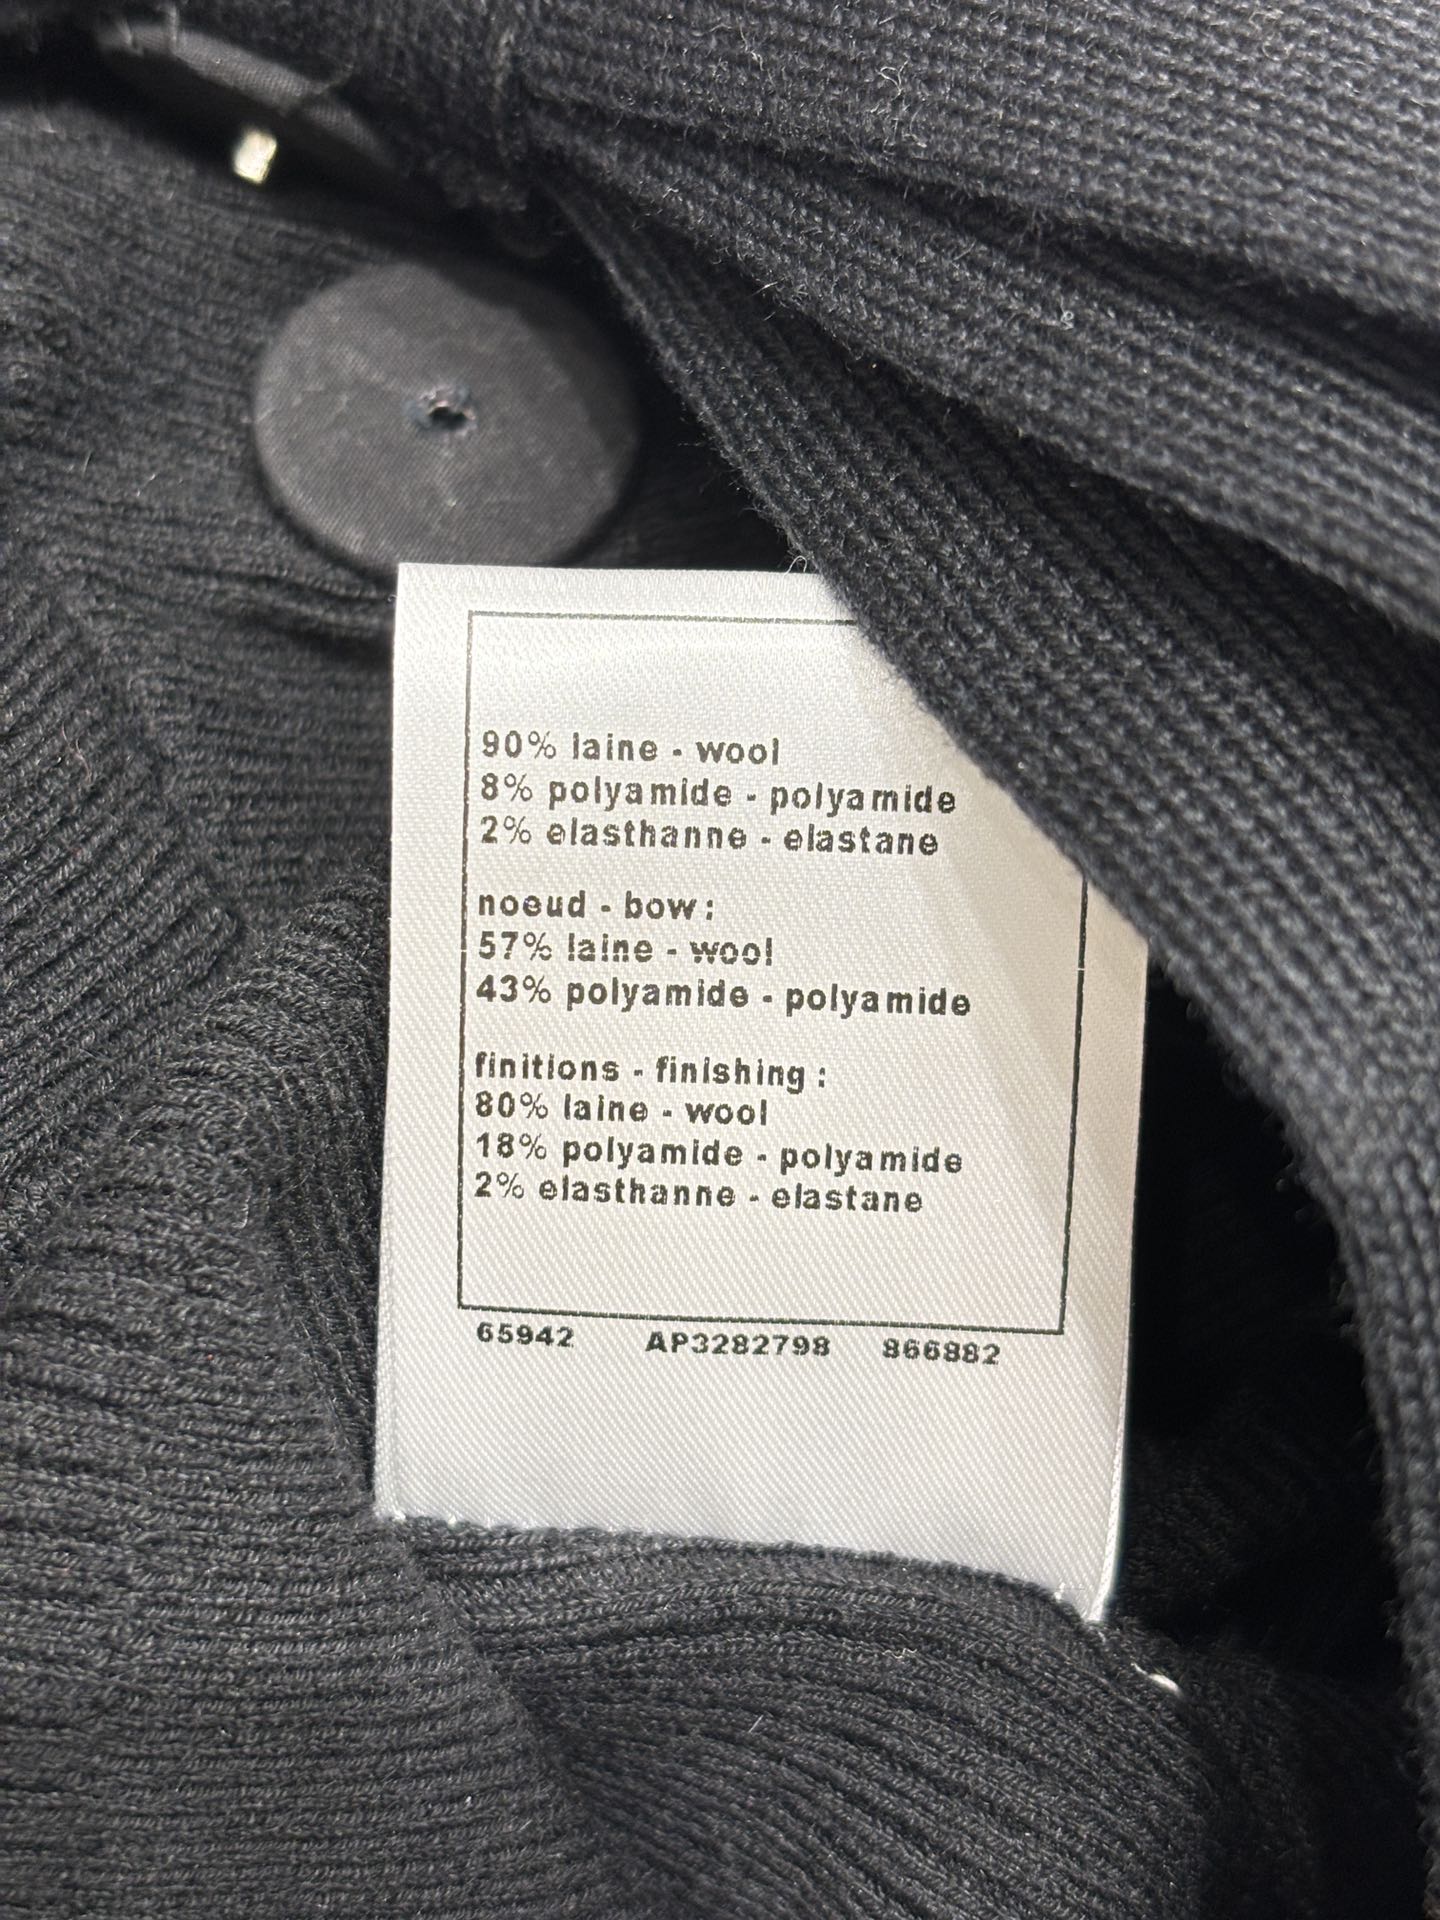 90% laine - wool
8% polyamide - polyamide
2% elasthanne - elastane
noeud - bow :
57% laine - wool
43% polyamide - polyamide
finitions - finishing :
80% laine - wool
18% polyamide - polyamide
2% elasthanne - elastane
65942 AP3282798 866882